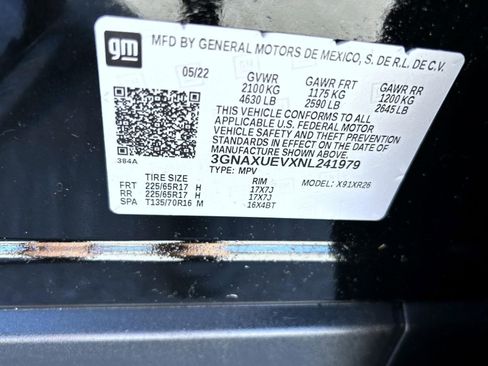 gm
MFD BY GENERAL MOTORS DE MEXICO, S. DE R.L. DE C.V.
05/22 GVWR GAWR FRT GAWR RR
2100 KG 1175 KG 1200 KG
4630 LB 2590 LB 2645 LB
THIS VEHICLE CONFORMS TO ALL
APPLICABLE U.S. FEDERAL MOTOR
VEHICLE SAFETY AND THEFT PREVENTION
STANDARDS IN EFFECT ON THE DATE OF
MANUFACTURE SHOWN ABOVE.
384A 3GNAXUEVXNL241979
TYPE: MPV MODEL: X91XR26
TIRE SIZE RIM
FRT 225/65R17 H 17X7J
RR 225/65R17 H 17X7J
SPA T135/70R16 M 16X4BT